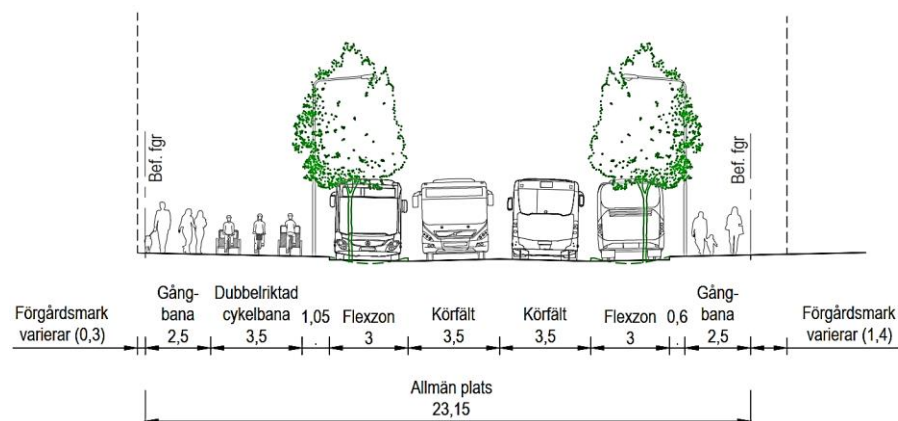 Bef. fgr
Bef. fgr
Förgårdsmark
varierar (0,3)
Gång-
bana
2,5
Dubbelriktad
cykelbana
3,5
1,05
Flexzon
3
Körfält
3,5
Körfält
3,5
Flexzon
3
0,6
Gång-
bana
2,5
Förgårdsmark
varierar (1,4)
Allmän plats
23,15